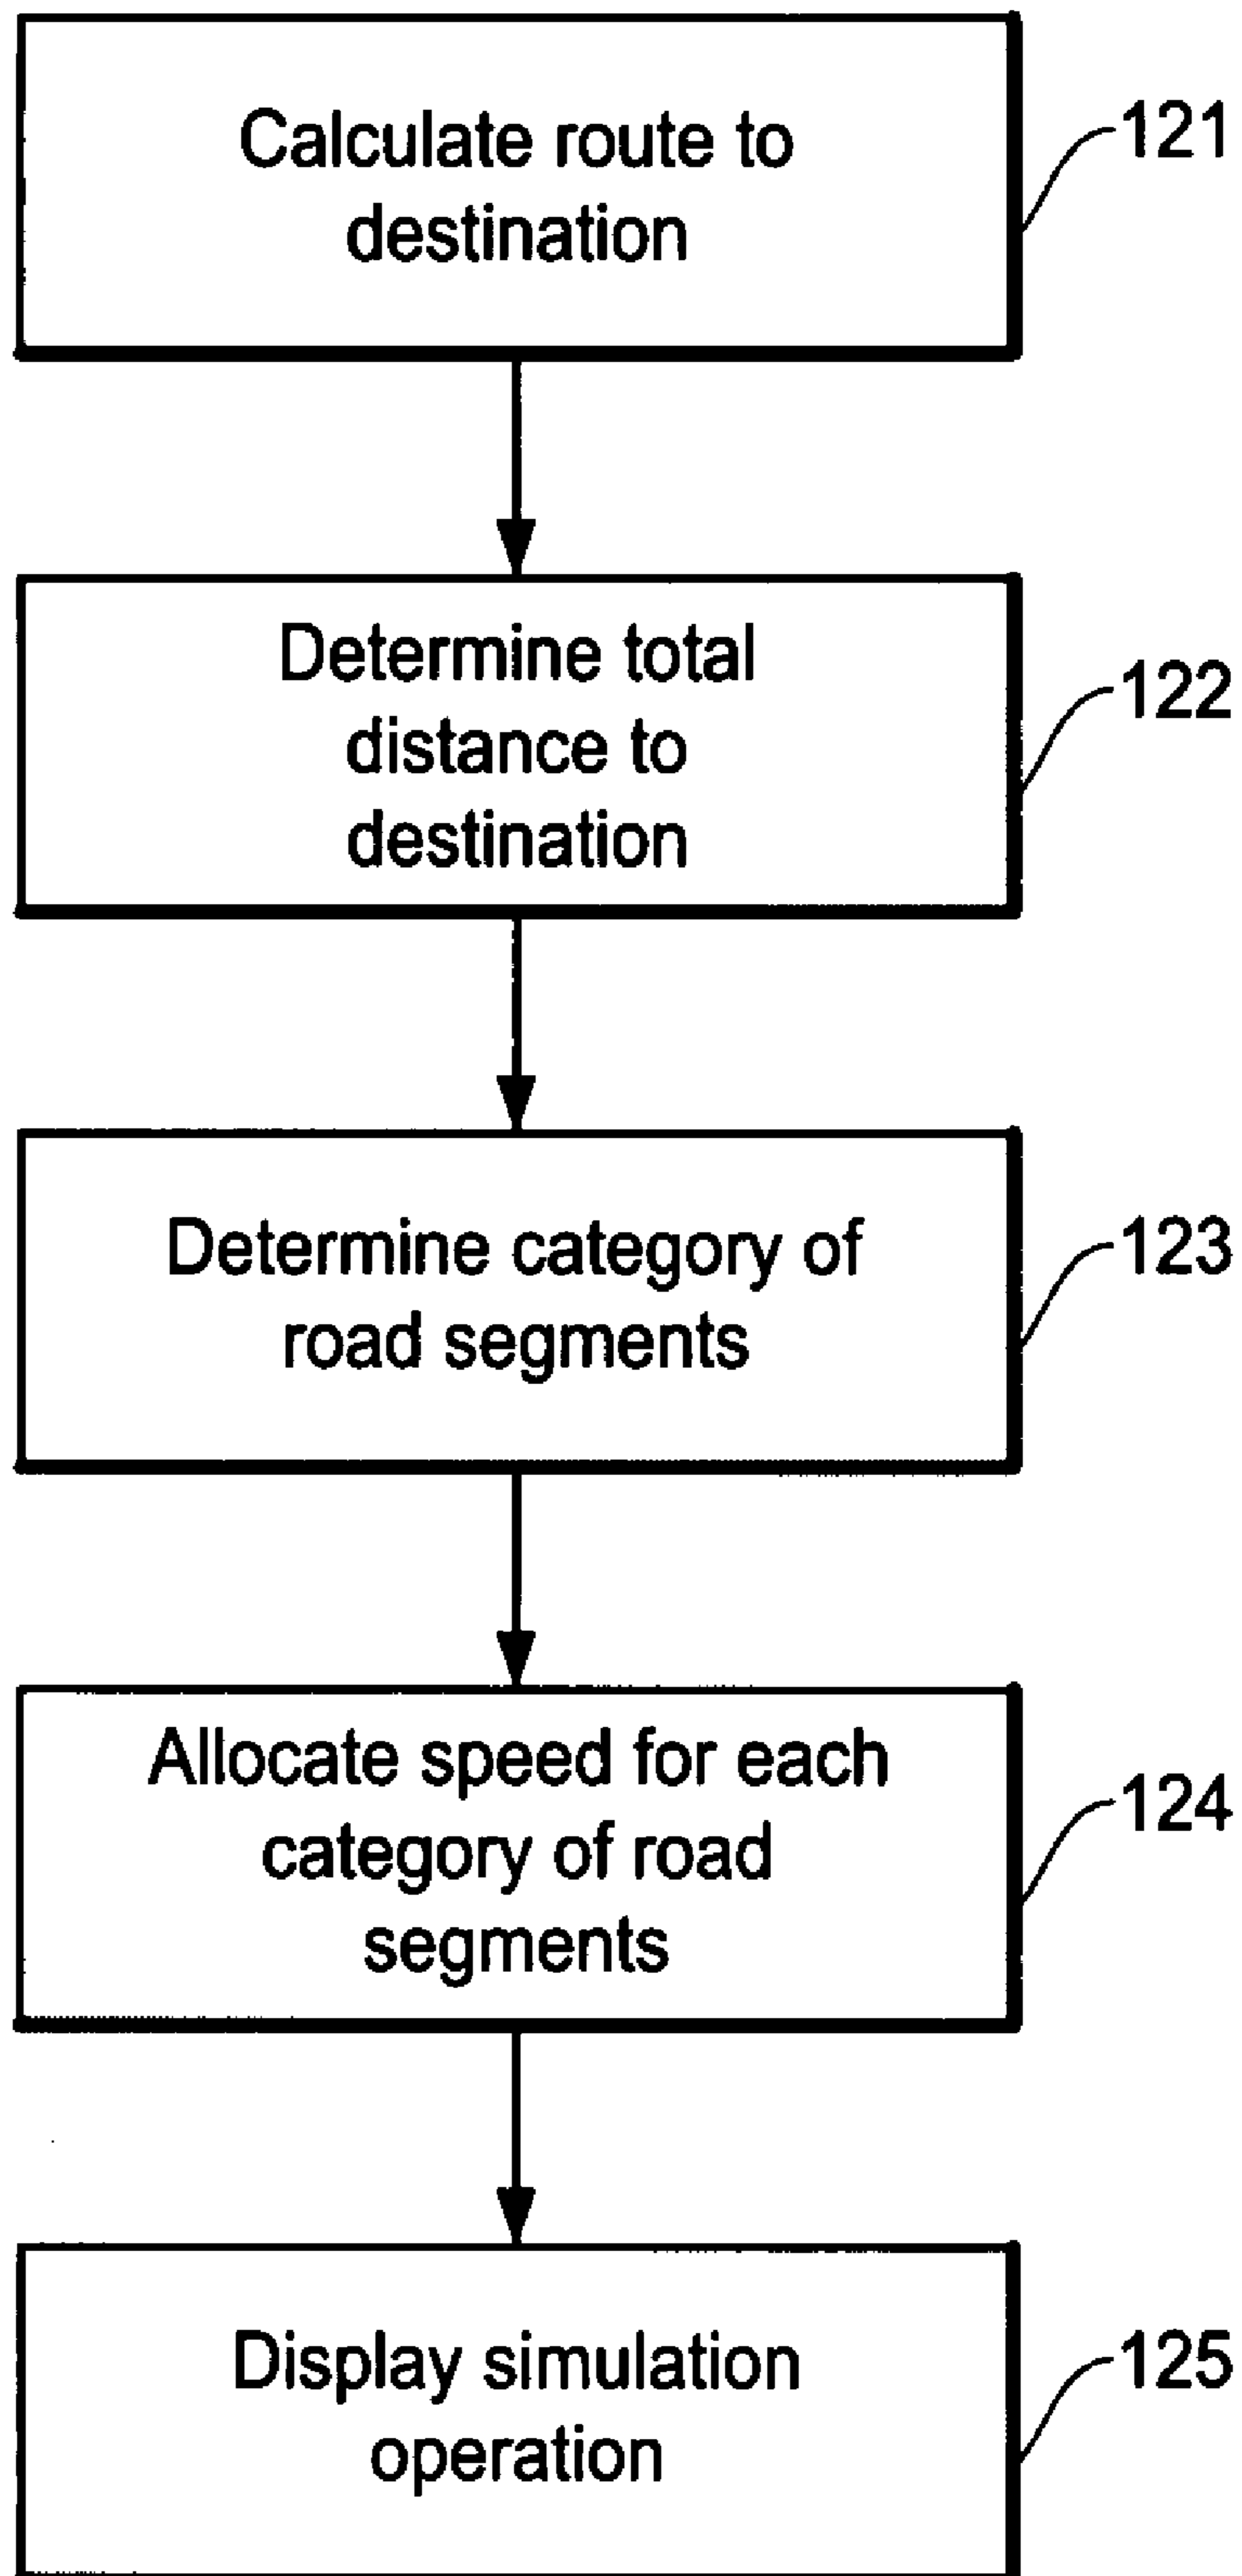 Calculate route to
destination
121
Determine total
distance to
destination
122
Determine category of
road segments
123
Allocate speed for each
category of road
segments
124
Display simulation
operation
125